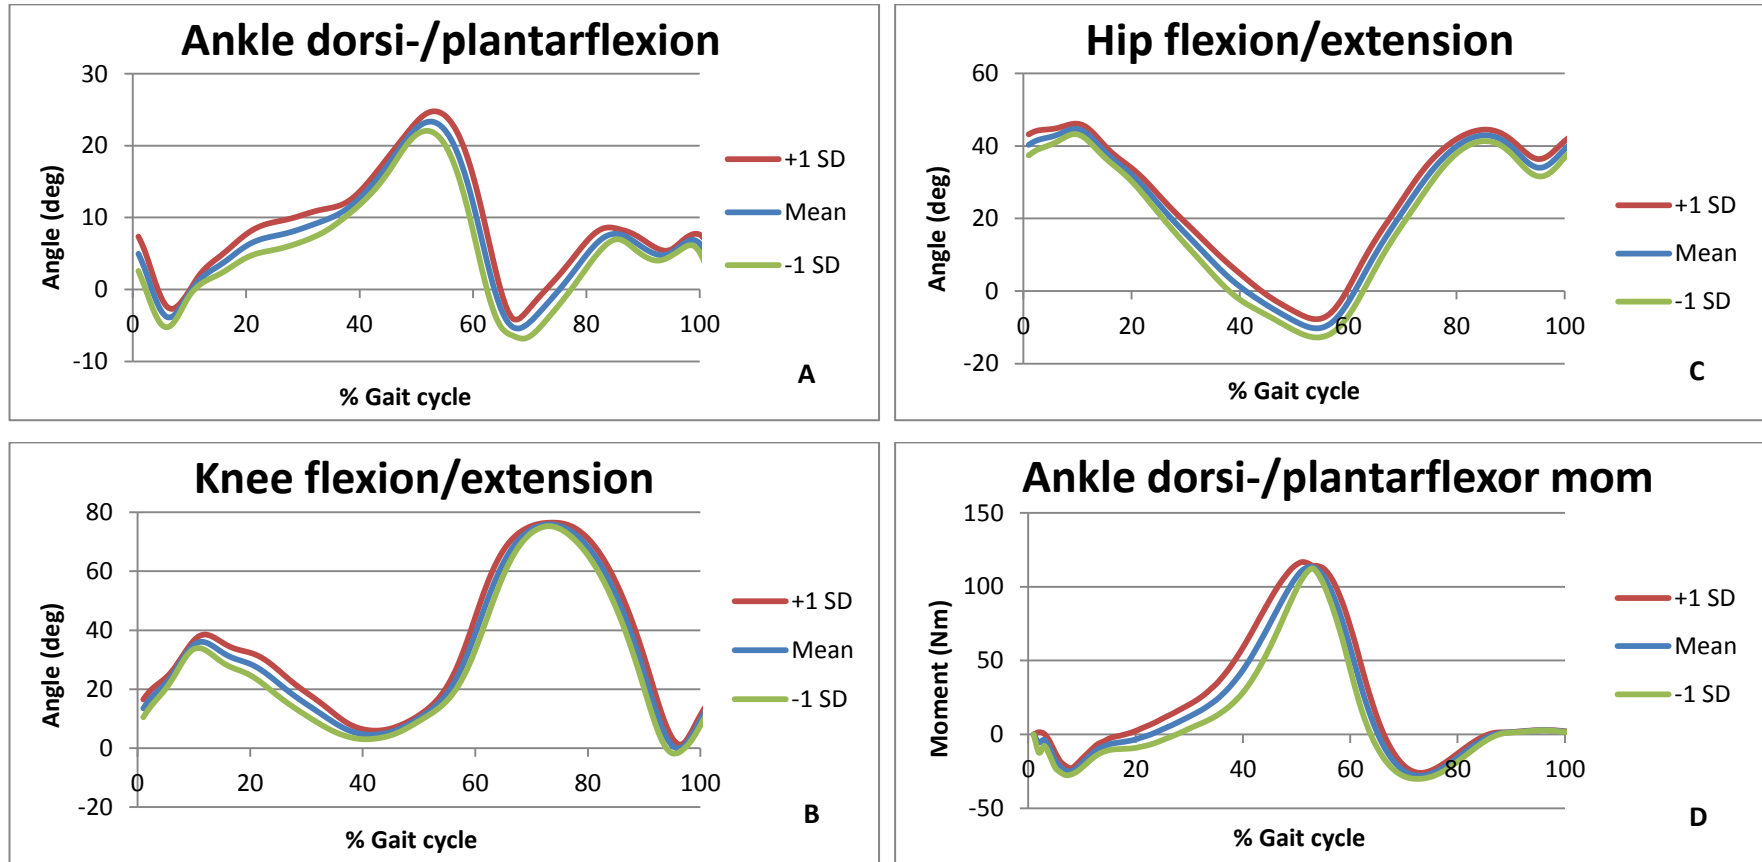 Ankle dorsi-/plantarflexion
30
20
10
0
-10
0 20 40 60 80 100
Angle (deg)
% Gait cycle
+1 SD
Mean
-1 SD
A
Hip flexion/extension
60
40
20
0
-20
0 20 40 60 80 100
Angle (deg)
% Gait cycle
+1 SD
Mean
-1 SD
C
Knee flexion/extension
80
60
40
20
0
-20
0 20 40 60 80 100
Angle (deg)
% Gait cycle
+1 SD
Mean
-1 SD
B
Ankle dorsi-/plantarflexor mom
150
100
50
0
-50
0 20 40 60 80 100
Moment (Nm)
% Gait cycle
+1 SD
Mean
-1 SD
D